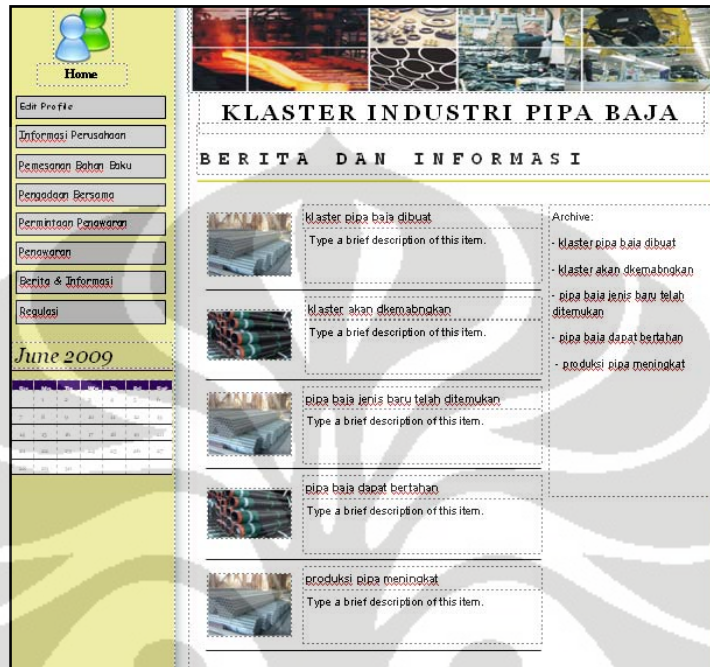 Home
Edit Profile
Informasi Perusahaan
Pemesanan Bahan Baku
Pengadaan Bersama
Permintaan Penawaran
Penawaran
Berita & Informasi
Regulasi
June 2009
KLASTER INDUSTRI PIPA BAJA
BERITA DAN INFORMASI
klaster pipa baja dibuat
Type a brief description of this item.
klaster akan dkemabngkan
Type a brief description of this item.
pipa baja jenis baru telah ditemukan
Type a brief description of this item.
pipa baja dapat bertahan
Type a brief description of this item.
produksi pipa meningkat
Type a brief description of this item.
Archive:
- klaster pipa baja dibuat
- klaster akan dkemabngkan
- pipa baja jenis baru telah
ditemukan
- pipa baja dapat bertahan
- produksi pipa meningkat